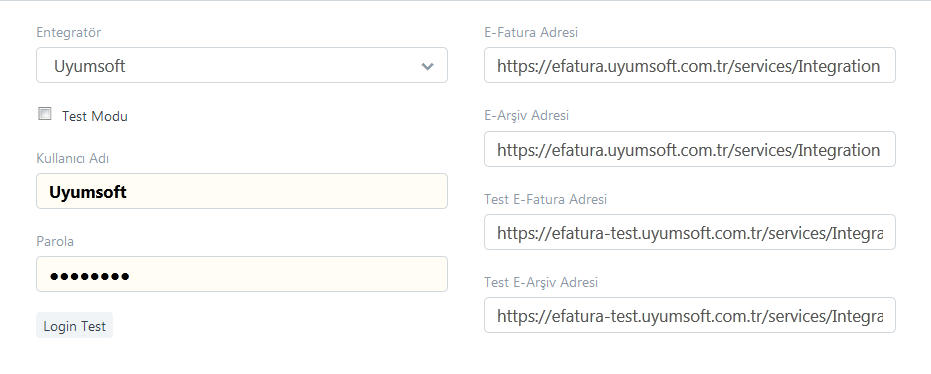 Entegratör
Uyumsoft
Test Modu
Kullanıcı Adı
Uyumsoft
Parola
Login Test
E-Fatura Adresi
https://efatura.uyumsoft.com.tr/services/Integration
E-Arşiv Adresi
https://efatura.uyumsoft.com.tr/services/Integration
Test E-Fatura Adresi
https://efatura-test.uyumsoft.com.tr/services/Integra
Test E-Arşiv Adresi
https://efatura-test.uyumsoft.com.tr/services/Integra